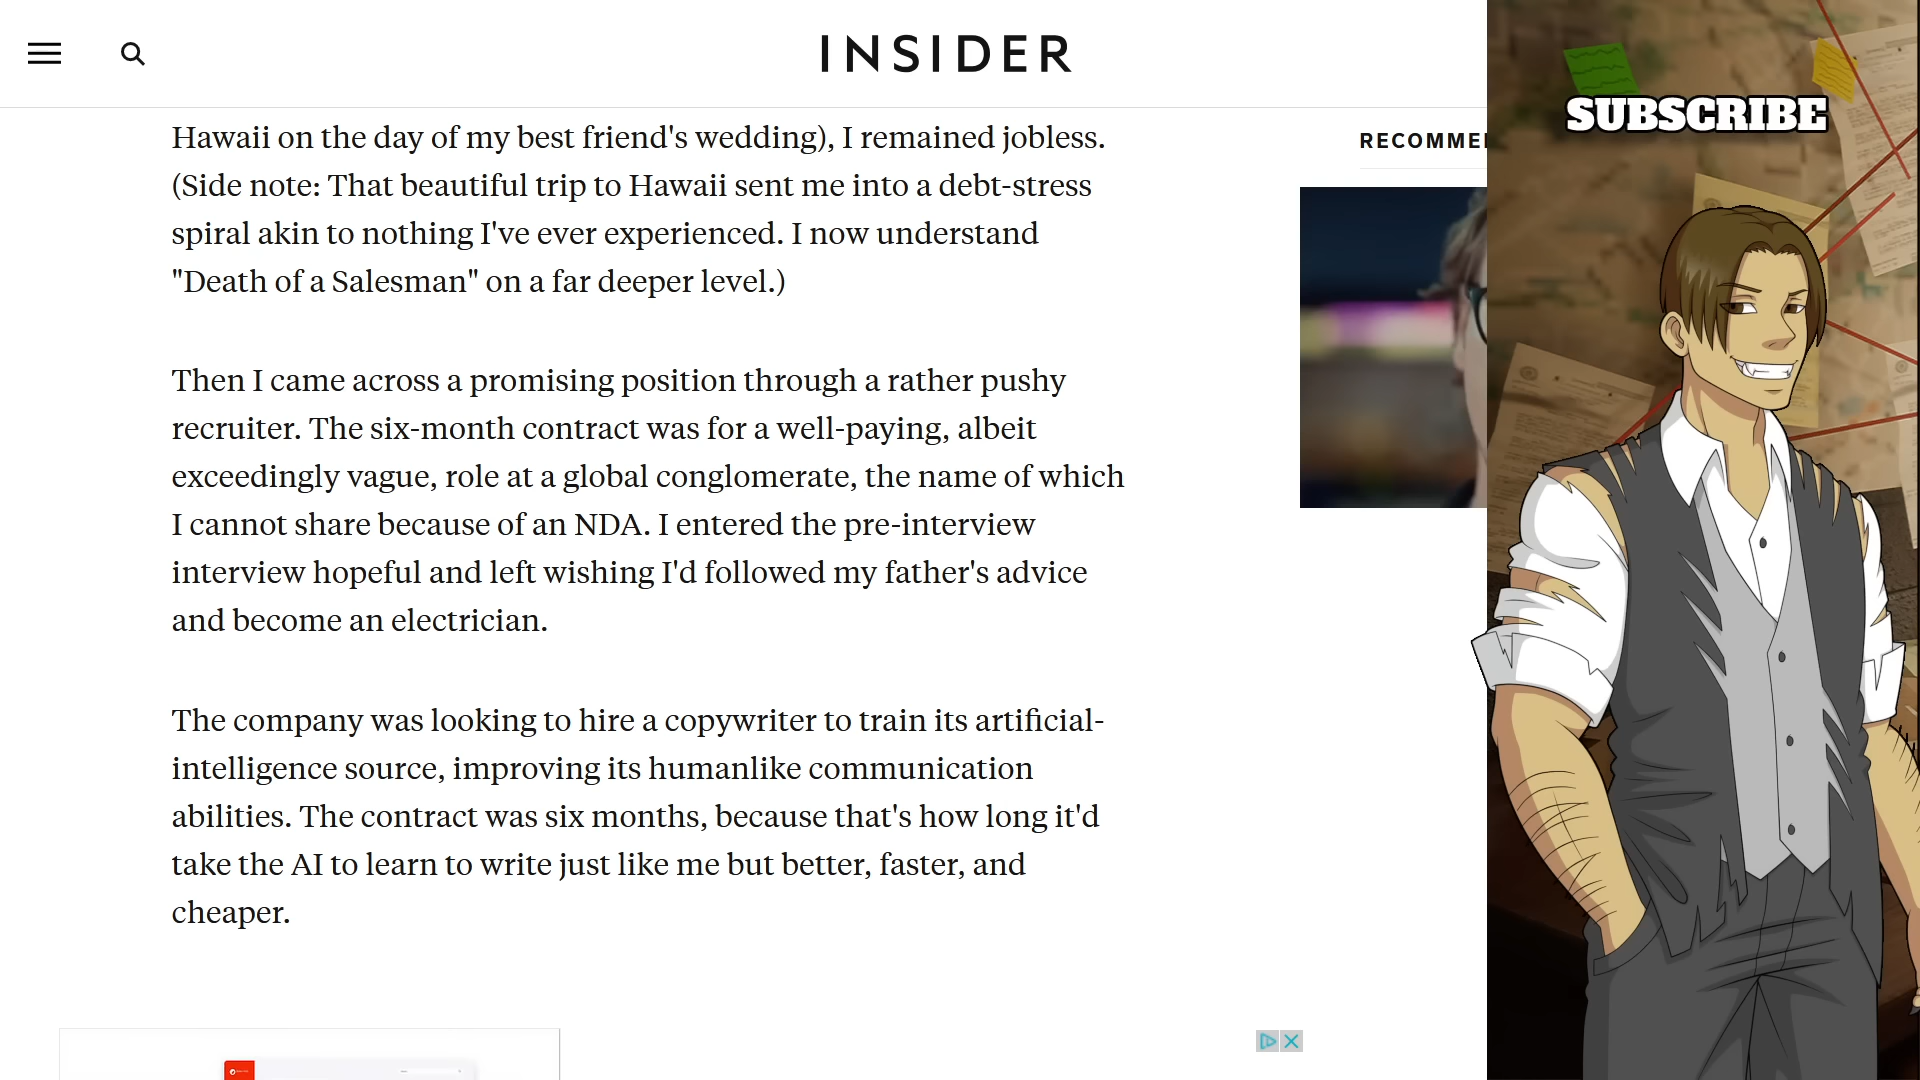 INSIDER
SUBSCRIBE
Hawaii on the day of my best friend's wedding), I remained jobless.
(Side note: That beautiful trip to Hawaii sent me into a debt-stress
spiral akin to nothing I've ever experienced. I now understand
"Death of a Salesman" on a far deeper level.)
Then I came across a promising position through a rather pushy
recruiter. The six-month contract was for a well-paying, albeit
exceedingly vague, role at a global conglomerate, the name of which
I cannot share because of an NDA. I entered the pre-interview
interview hopeful and left wishing I'd followed my father's advice
and become an electrician.
The company was looking to hire a copywriter to train its artificial-
intelligence source, improving its humanlike communication
abilities. The contract was six months, because that's how long it'd
take the AI to learn to write just like me but better, faster, and
cheaper.
RECOMME